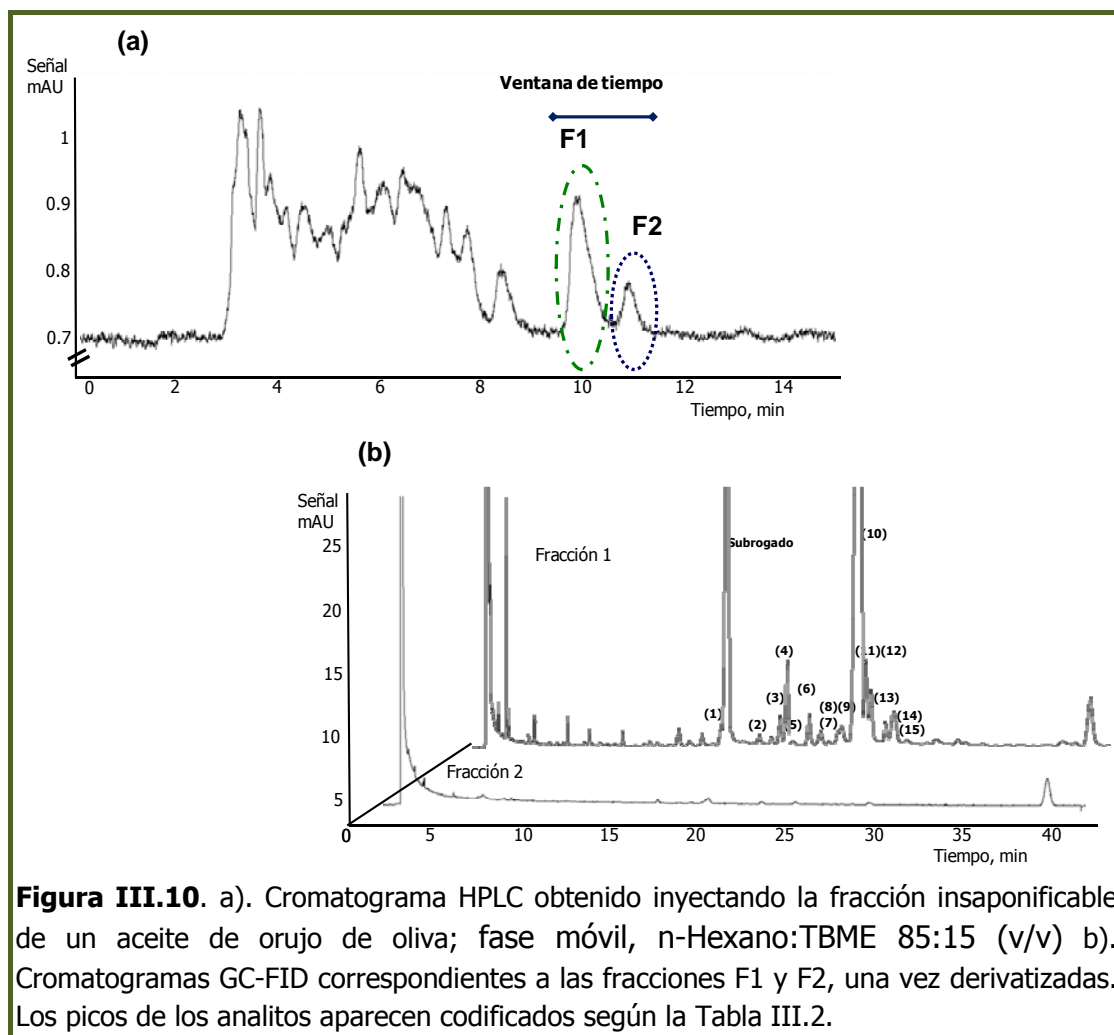 (a)
Señal
mAU
Ventana de tiempo
F1
F2
1
0.9
0.8
0.7
0 2 4 6 8 10 12 14
Tiempo, min
(b)
Señal
mAU
25
20
15
10
5
0
Fracción 1
Subrogado
(10)
(4)
(11)(12)
(6)
(3)
(13)
(1)
(8)(9)
(14)
(2)
(5)
(7)
(15)
Fracción 2
0 5 10 15 20 25 30 35 40
Tiempo, min
Figura III.10. a). Cromatograma HPLC obtenido inyectando la fracción insaponificable
de un aceite de orujo de oliva; fase móvil, n-Hexano:TBME 85:15 (v/v) b).
Cromatogramas GC-FID correspondientes a las fracciones F1 y F2, una vez derivatizadas.
Los picos de los analitos aparecen codificados según la Tabla III.2.